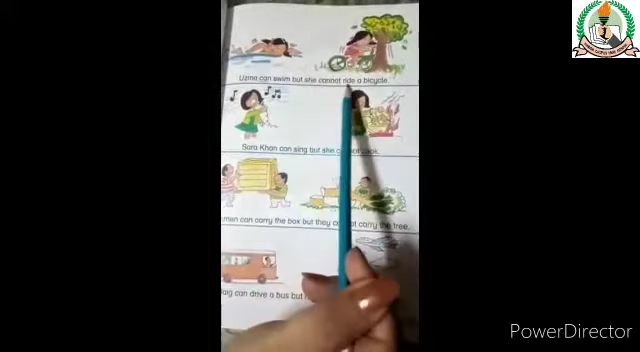 Uzma can swim but she cannot ride a bicycle.
Sara Khan can sing but she
men can carry the box but they carry the tree.
can drive a bus but
PowerDirector